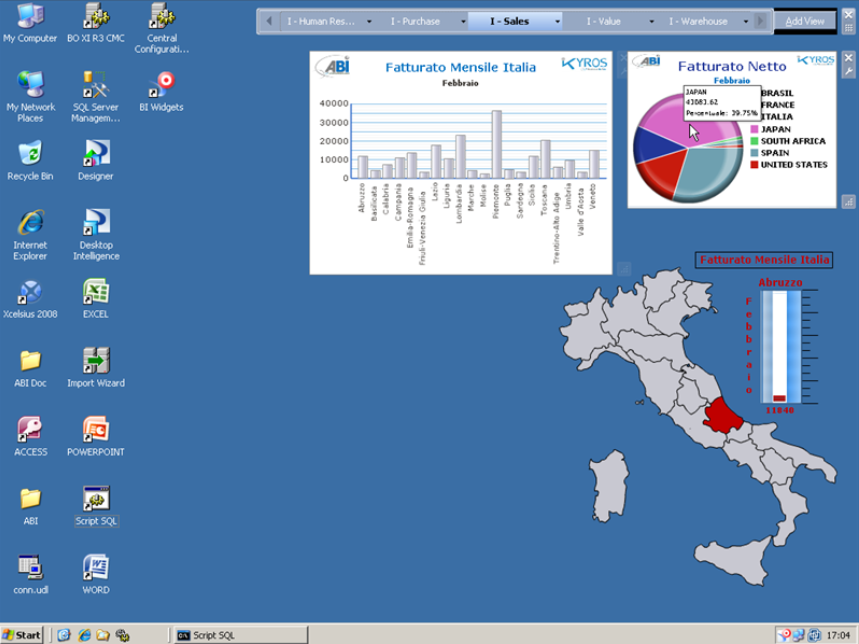 My Computer
BO XI R3 CMC
Central
Configurati...
My Network
Places
SQL Server
Managem...
BI Widgets
Recycle Bin
Designer
Internet
Explorer
Desktop
Intelligence
Xcelsius 2008
EXCEL
ABI Doc
Import Wizard
ACCESS
POWERPOINT
ABI
Script SQL
conn.udl
WORD
I - Human Res...
I - Purchase
I - Sales
I - Value
I - Warehouse
Add View
ABI
Fatturato Mensile Italia
KYROS
Febbraio
40000
30000
20000
10000
0
Abruzzo
Basilicata
Calabria
Campania
Emilia-Romagna
Friuli-Venezia Giulia
Lazio
Liguria
Lombardia
Marche
Molise
Piemonte
Puglia
Sardegna
Sicilia
Toscana
Trentino-Alto Adige
Umbria
Valle d'Aosta
Veneto
ABI
Fatturato Netto
KYROS
Febbraio
JAPAN
43083.62
Percentuale: 39.75%
BRASIL
FRANCE
ITALIA
JAPAN
SOUTH AFRICA
SPAIN
UNITED STATES
Fatturato Mensile Italia
Abruzzo
Febbraio
11840
Start
Script SQL
17:04